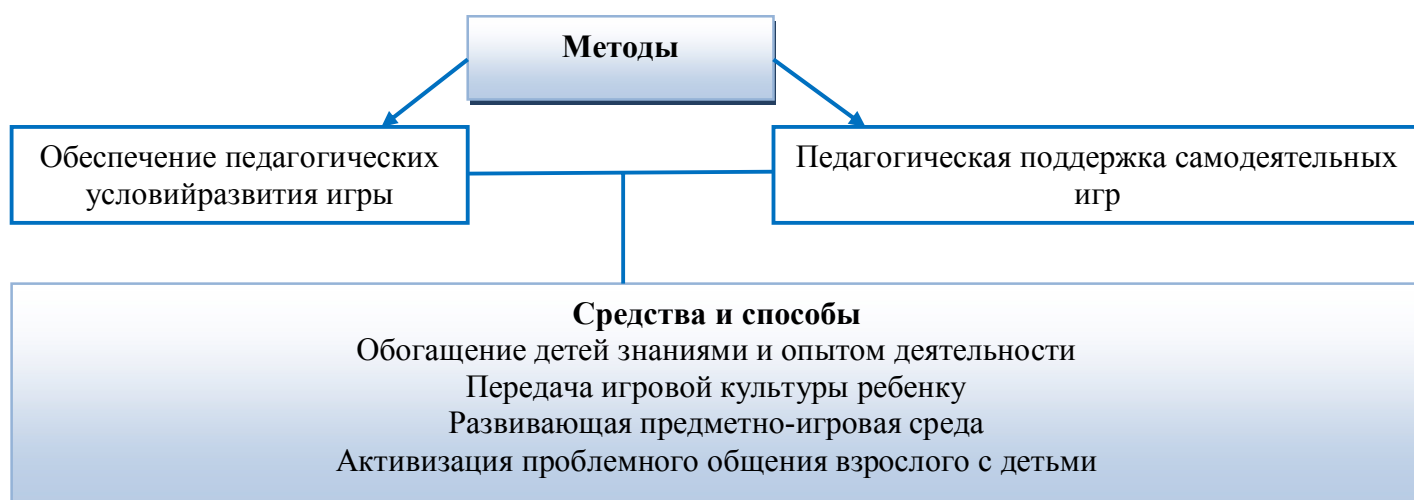 Методы
Обеспечение педагогических
условийразвития игры
Педагогическая поддержка самодеятельных
игр
Средства и способы
Обогащение детей знаниями и опытом деятельности
Передача игровой культуры ребенку
Развивающая предметно-игровая среда
Активизация проблемного общения взрослого с детьми